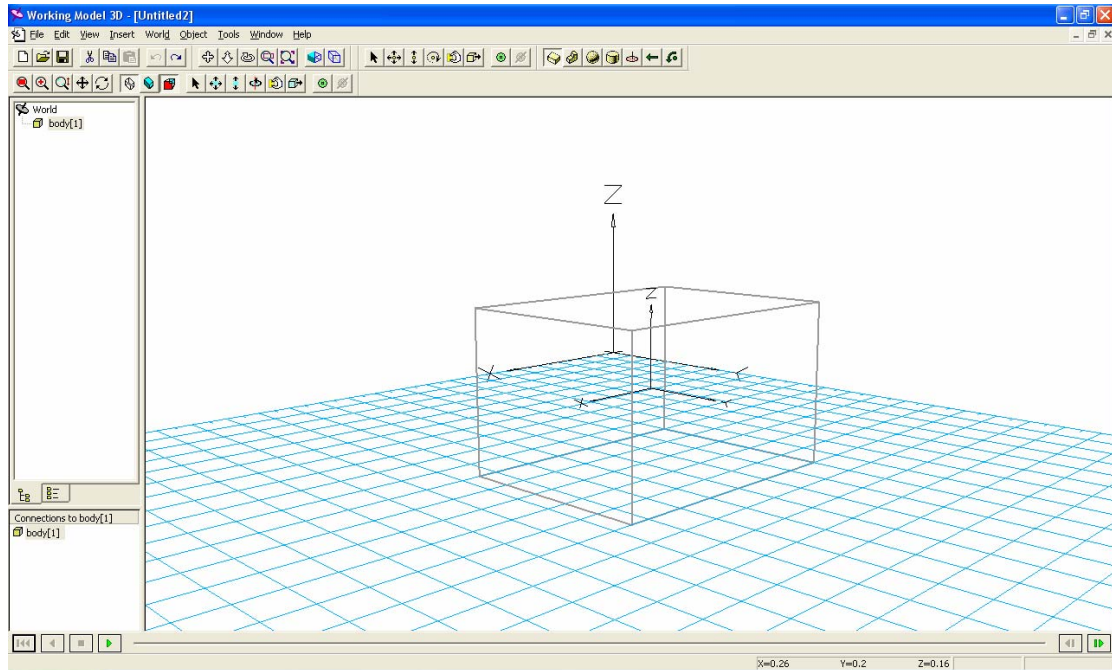 Working Model 3D - [Untitled2]
File Edit View Insert World Object Tools Window Help
World
body[1]
Z
Z
X
Y
X
Y
Connections to body[1]
body[1]
X=0.26 Y=0.2 Z=0.16